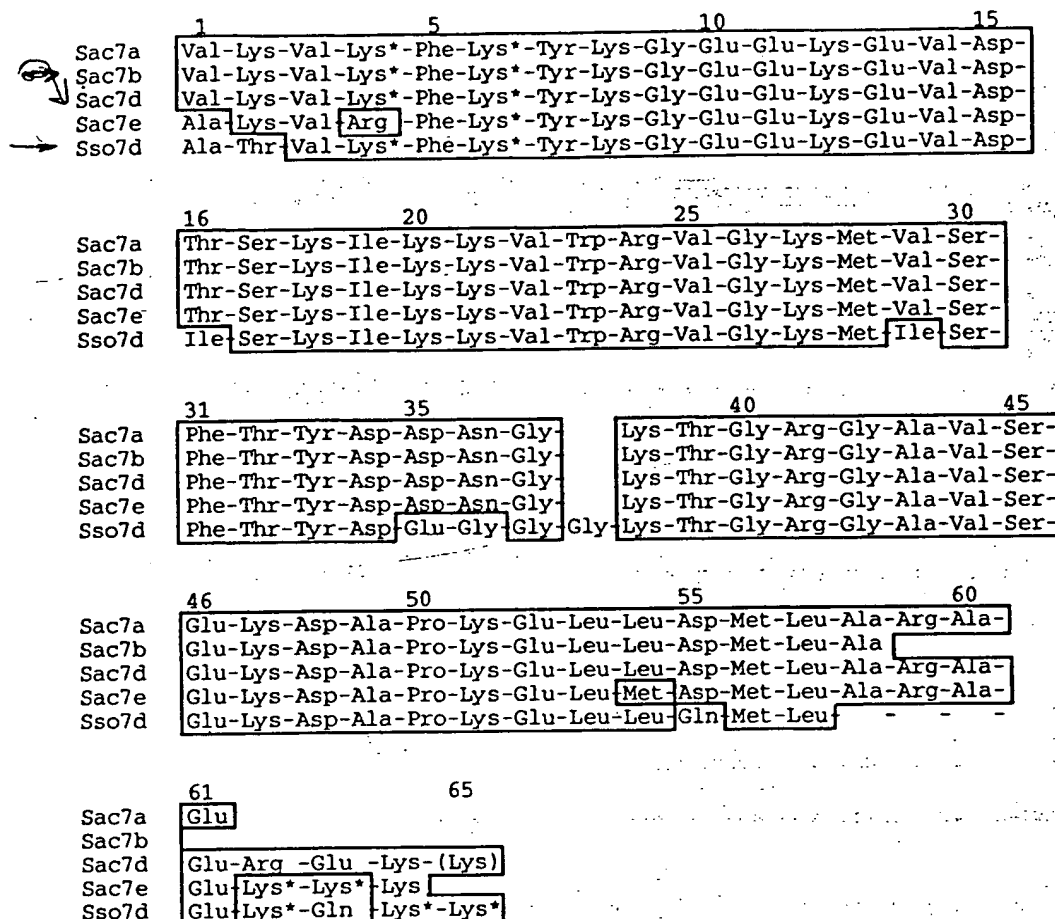 1 5 10 15
Sac7a Val-Lys-Val-Lys*-Phe-Lys*-Tyr-Lys-Gly-Glu-Glu-Lys-Glu-Val-Asp-
Sac7b Val-Lys-Val-Lys*-Phe-Lys*-Tyr-Lys-Gly-Glu-Glu-Lys-Glu-Val-Asp-
Sac7d Val-Lys-Val-Lys*-Phe-Lys*-Tyr-Lys-Gly-Glu-Glu-Lys-Glu-Val-Asp-
Sac7e Ala-Lys-Val-Arg -Phe-Lys*-Tyr-Lys-Gly-Glu-Glu-Lys-Glu-Val-Asp-
Sso7d Ala-Thr-Val-Lys*-Phe-Lys*-Tyr-Lys-Gly-Glu-Glu-Lys-Glu-Val-Asp-
16 20 25 30
Sac7a Thr-Ser-Lys-Ile-Lys-Lys-Val-Trp-Arg-Val-Gly-Lys-Met-Val-Ser-
Sac7b Thr-Ser-Lys-Ile-Lys-Lys-Val-Trp-Arg-Val-Gly-Lys-Met-Val-Ser-
Sac7d Thr-Ser-Lys-Ile-Lys-Lys-Val-Trp-Arg-Val-Gly-Lys-Met-Val-Ser-
Sac7e Thr-Ser-Lys-Ile-Lys-Lys-Val-Trp-Arg-Val-Gly-Lys-Met-Val-Ser-
Sso7d Ile-Ser-Lys-Ile-Lys-Lys-Val-Trp-Arg-Val-Gly-Lys-Met-Ile-Ser-
31 35 40 45
Sac7a Phe-Thr-Tyr-Asp-Asp-Asn-Gly- Lys-Thr-Gly-Arg-Gly-Ala-Val-Ser-
Sac7b Phe-Thr-Tyr-Asp-Asp-Asn-Gly- Lys-Thr-Gly-Arg-Gly-Ala-Val-Ser-
Sac7d Phe-Thr-Tyr-Asp-Asp-Asn-Gly- Lys-Thr-Gly-Arg-Gly-Ala-Val-Ser-
Sac7e Phe-Thr-Tyr-Asp-Asp-Asn-Gly- Lys-Thr-Gly-Arg-Gly-Ala-Val-Ser-
Sso7d Phe-Thr-Tyr-Asp-Glu-Gly-Gly-Gly-Lys-Thr-Gly-Arg-Gly-Ala-Val-Ser-
46 50 55 60
Sac7a Glu-Lys-Asp-Ala-Pro-Lys-Glu-Leu-Leu-Asp-Met-Leu-Ala-Arg-Ala-
Sac7b Glu-Lys-Asp-Ala-Pro-Lys-Glu-Leu-Leu-Asp-Met-Leu-Ala
Sac7d Glu-Lys-Asp-Ala-Pro-Lys-Glu-Leu-Leu-Asp-Met-Leu-Ala-Arg-Ala-
Sac7e Glu-Lys-Asp-Ala-Pro-Lys-Glu-Leu-Met-Asp-Met-Leu-Ala-Arg-Ala-
Sso7d Glu-Lys-Asp-Ala-Pro-Lys-Glu-Leu-Leu-Gln-Met-Leu- - - -
61 65
Sac7a Glu
Sac7b
Sac7d Glu-Arg -Glu -Lys-(Lys)
Sac7e Glu-Lys*-Lys*-Lys
Sso7d Glu-Lys*-Gln -Lys*-Lys*